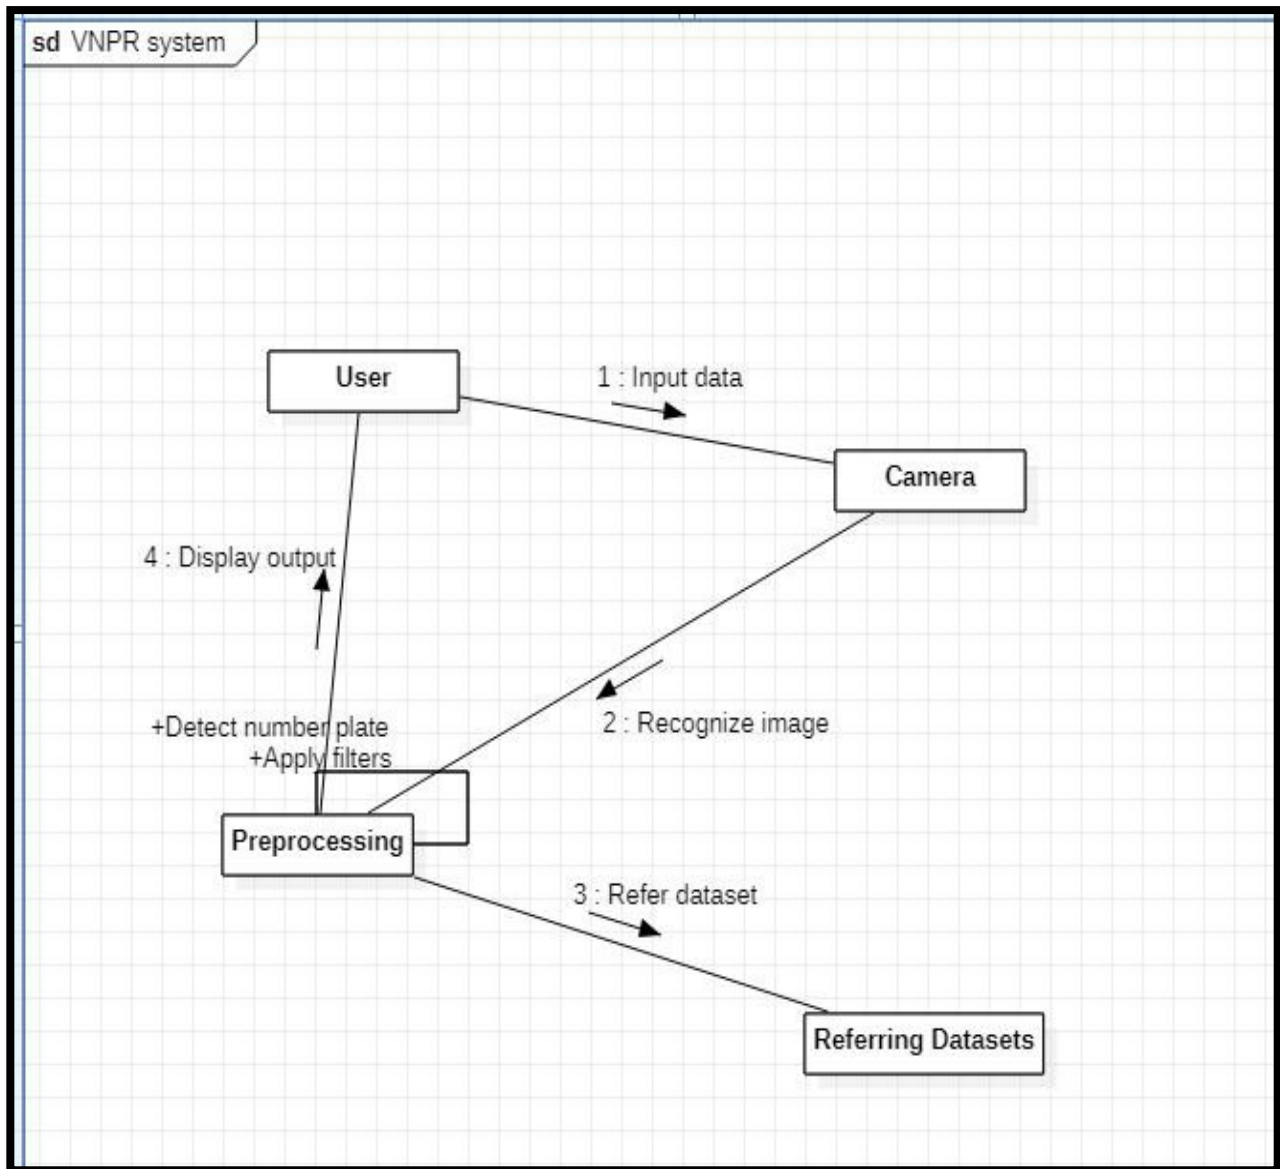 sd VNPR system
User
1 : Input data
Camera
4 : Display output
2 : Recognize image
+Detect number plate
+Apply filters
Preprocessing
3 : Refer dataset
Referring Datasets